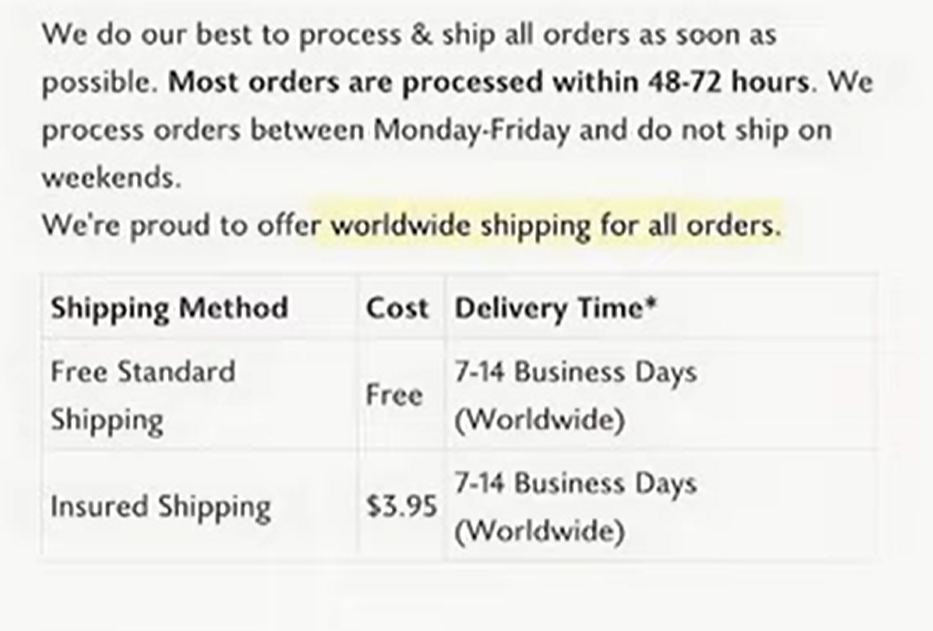 We do our best to process & ship all orders as soon as
possible. Most orders are processed within 48-72 hours. We
process orders between Monday-Friday and do not ship on
weekends.
We're proud to offer worldwide shipping for all orders.
Shipping Method Cost Delivery Time*
Free Standard
Shipping
Free
7-14 Business Days
(Worldwide)
Insured Shipping
$3.95
7-14 Business Days
(Worldwide)